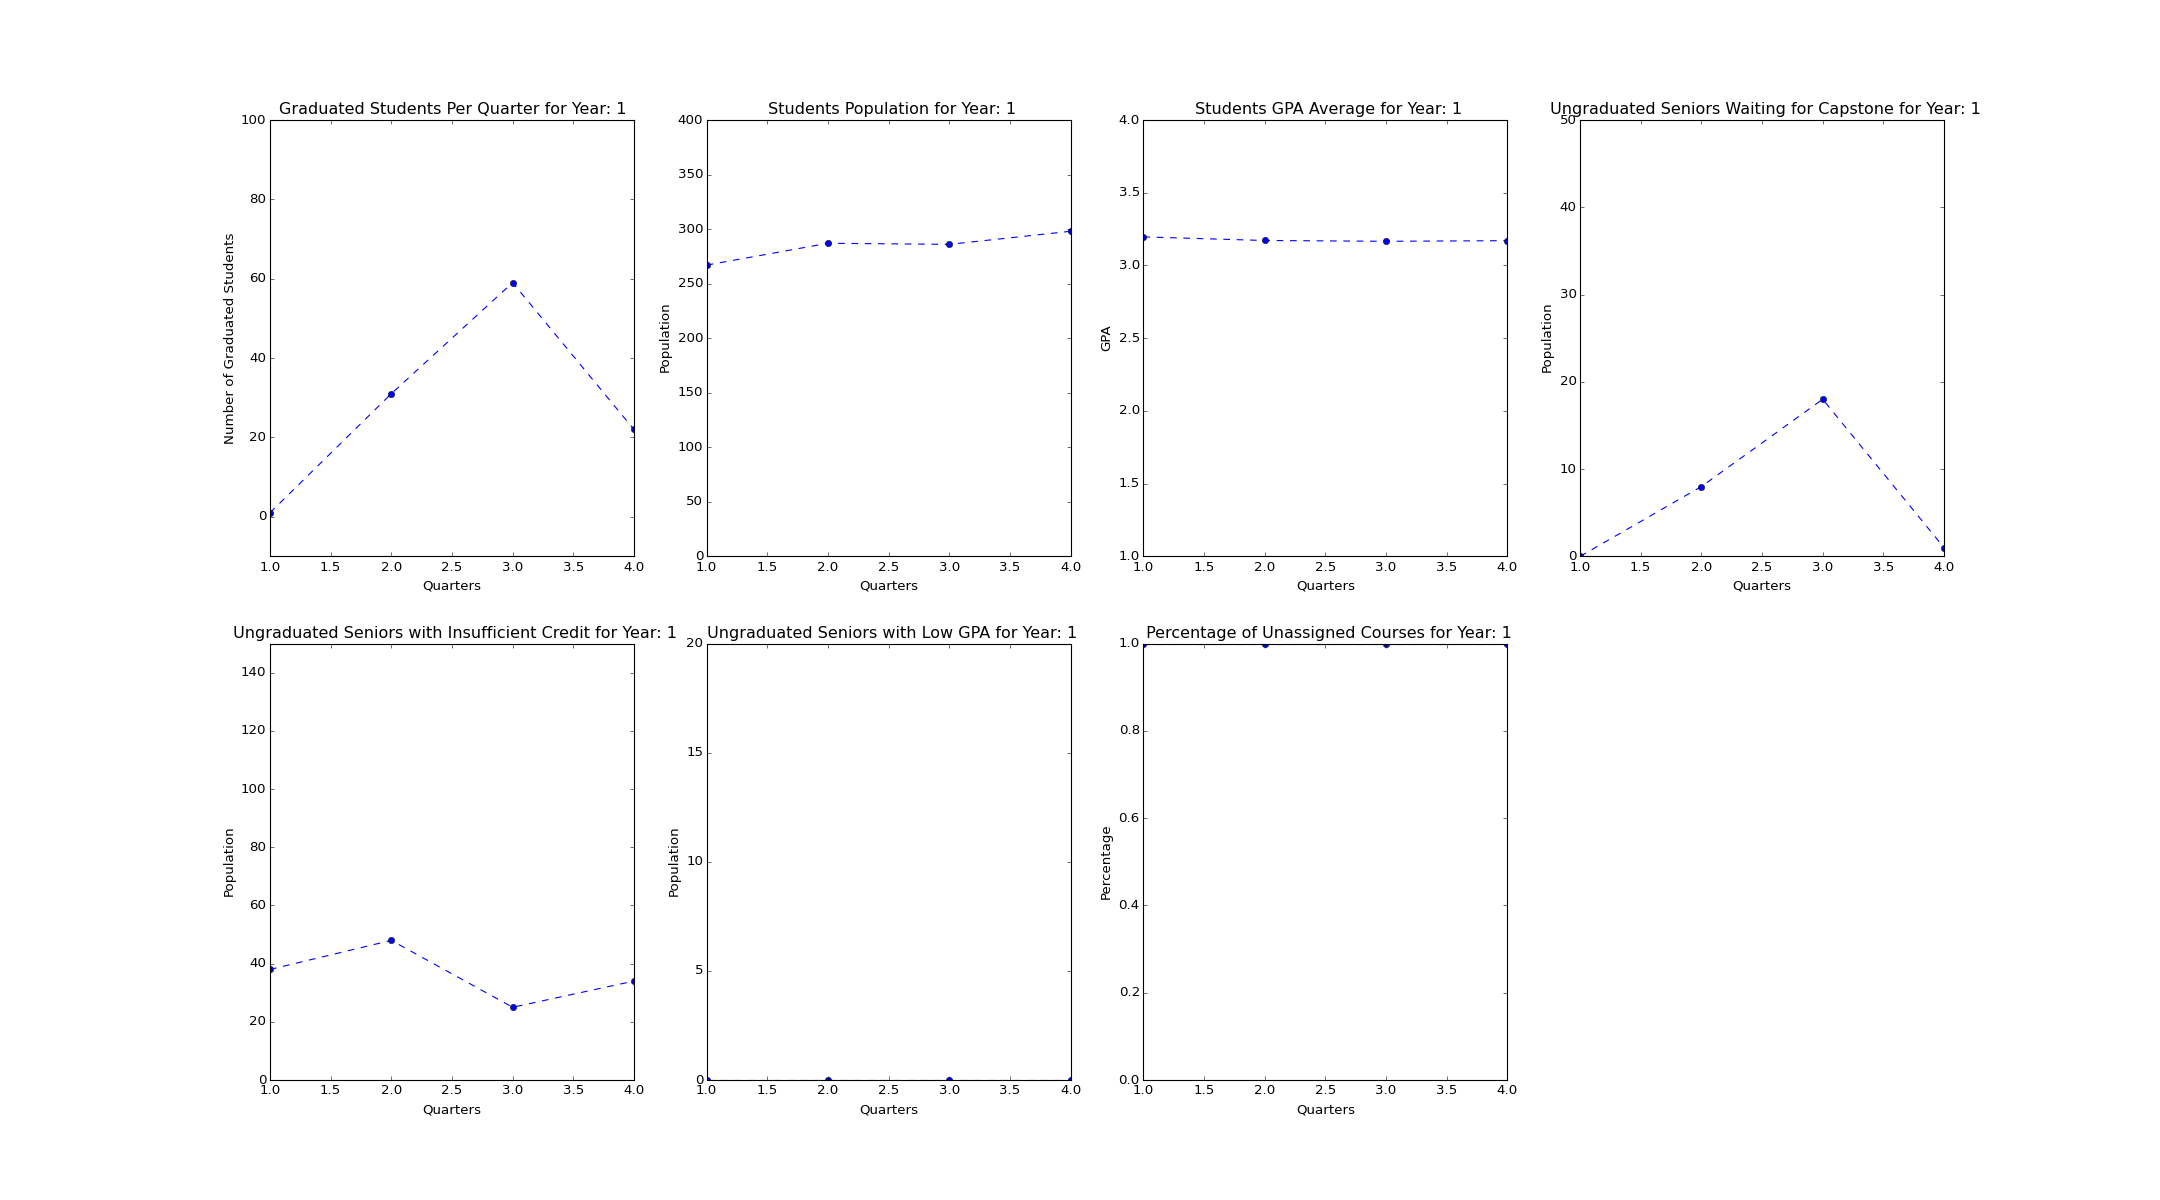 Graduated Students Per Quarter for Year: 1
100
80
60
40
20
0
Number of Graduated Students
1.0 1.5 2.0 2.5 3.0 3.5 4.0
Quarters
Students Population for Year: 1
400
350
300
250
200
150
100
50
0
Population
1.0 1.5 2.0 2.5 3.0 3.5 4.0
Quarters
Students GPA Average for Year: 1
4.0
3.5
3.0
2.5
2.0
1.5
1.0
GPA
1.0 1.5 2.0 2.5 3.0 3.5 4.0
Quarters
Ungraduated Seniors Waiting for Capstone for Year: 1
50
40
30
20
10
0
Population
1.0 1.5 2.0 2.5 3.0 3.5 4.0
Quarters
Ungraduated Seniors with Insufficient Credit for Year: 1
140
120
100
80
60
40
20
0
Population
1.0 1.5 2.0 2.5 3.0 3.5 4.0
Quarters
Ungraduated Seniors with Low GPA for Year: 1
20
15
10
5
0
Population
1.0 1.5 2.0 2.5 3.0 3.5 4.0
Quarters
Percentage of Unassigned Courses for Year: 1
1.0
0.8
0.6
0.4
0.2
0.0
Percentage
1.0 1.5 2.0 2.5 3.0 3.5 4.0
Quarters